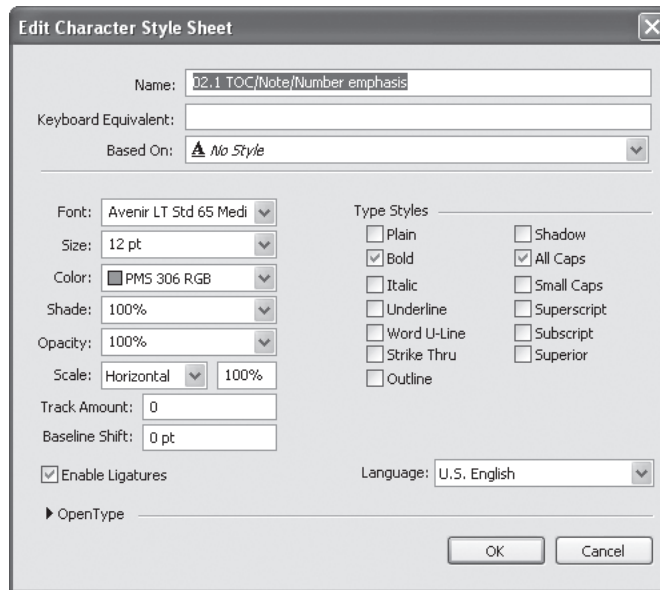 Edit Character Style Sheet
Name: 02.1 TOC/Note/Number emphasis
Keyboard Equivalent:
Based On: A No Style
Font: Avenir LT Std 65 Medi
Size: 12 pt
Color: PMS 306 RGB
Shade: 100%
Opacity: 100%
Scale: Horizontal 100%
Track Amount: 0
Baseline Shift: 0 pt
Enable Ligatures
OpenType
Type Styles
Plain
Bold
Italic
Underline
Word U-Line
Strike Thru
Outline
Shadow
All Caps
Small Caps
Superscript
Subscript
Superior
Language: U.S. English
OK Cancel